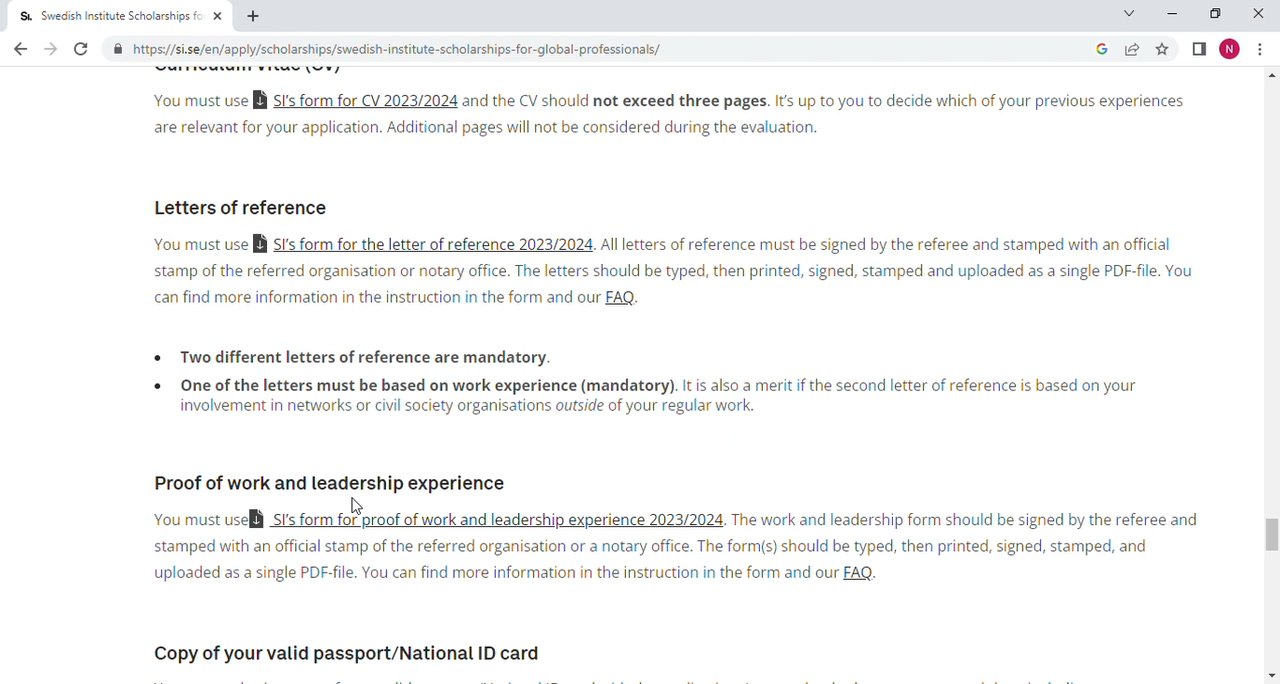 Swedish Institute Scholarships fo
https://si.se/en/apply/scholarships/swedish-institute-scholarships-for-global-professionals/
N
Curriculum Vitae (CV)
You must use SI's form for CV 2023/2024 and the CV should not exceed three pages. It's up to you to decide which of your previous experiences
are relevant for your application. Additional pages will not be considered during the evaluation.
Letters of reference
You must use SI's form for the letter of reference 2023/2024. All letters of reference must be signed by the referee and stamped with an official
stamp of the referred organisation or notary office. The letters should be typed, then printed, signed, stamped and uploaded as a single PDF-file. You
can find more information in the instruction in the form and our FAQ.
• Two different letters of reference are mandatory.
• One of the letters must be based on work experience (mandatory). It is also a merit if the second letter of reference is based on your
involvement in networks or civil society organisations outside of your regular work.
Proof of work and leadership experience
You must use SI's form for proof of work and leadership experience 2023/2024. The work and leadership form should be signed by the referee and
stamped with an official stamp of the referred organisation or a notary office. The form(s) should be typed, then printed, signed, stamped, and
uploaded as a single PDF-file. You can find more information in the instruction in the form and our FAQ.
Copy of your valid passport/National ID card